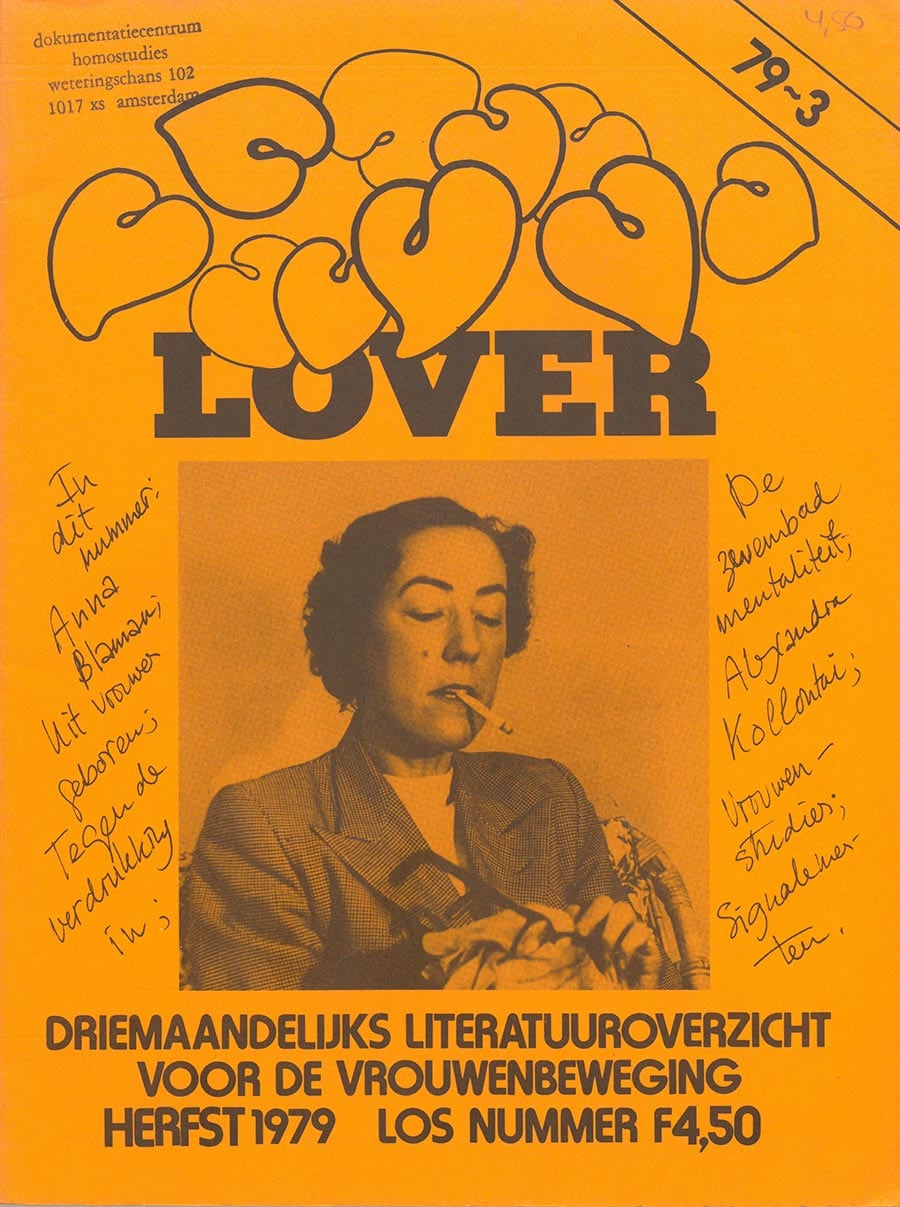 dokumentatiecentrum
homostudies
weteringschans 102
1017 xs amsterdam
4,50
79~3
LOVER
In
dit
nummer:
Anna
Blaman;
Uit vrouwen
geboren;
Tegen de
verdrukking
in;
De
zevenbad
mentaliteit;
Alexandra
Kollontai;
Vrouwen-
studies;
Signalemen-
ten.
DRIEMAANDELIJKS LITERATUUROVERZICHT
VOOR DE VROUWENBEWEGING
HERFST 1979 LOS NUMMER F4,50